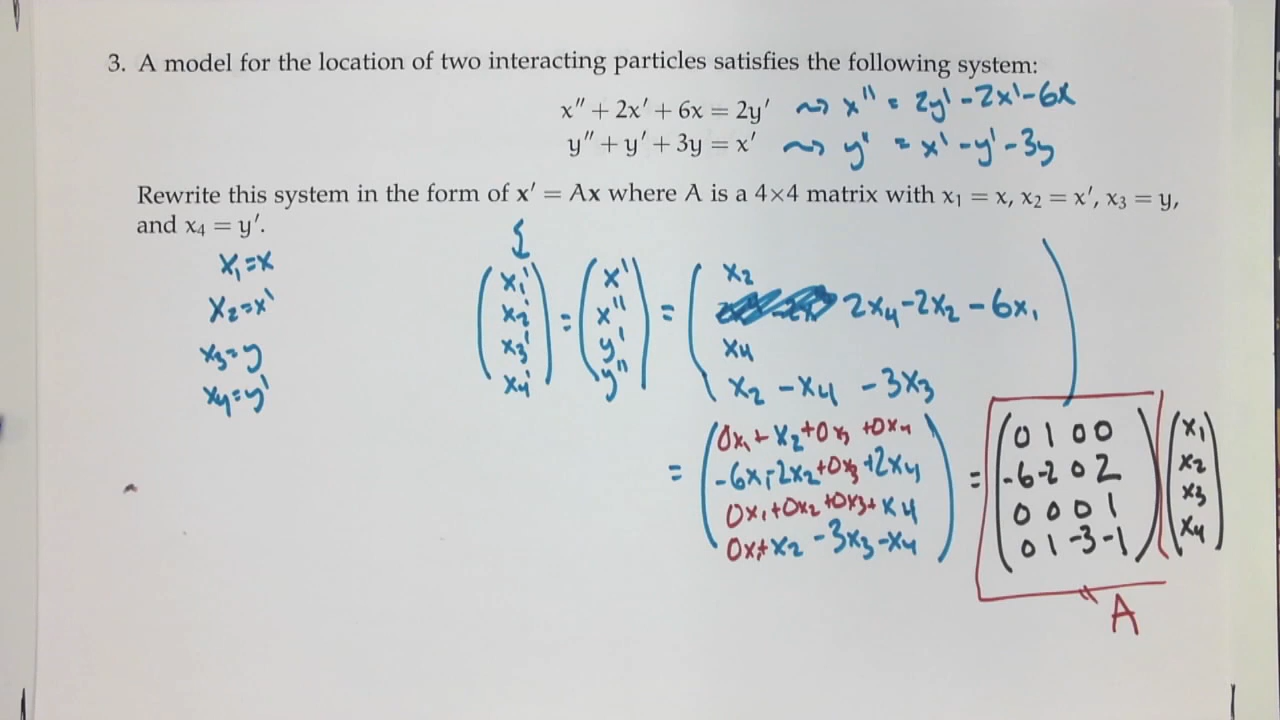 3. A model for the location of two interacting particles satisfies the following system:
x″ + 2x′ + 6x = 2y′ ⇝ x″ = 2y′ - 2x′ - 6x
y″ + y′ + 3y = x′ ⇝ y″ = x′ - y′ - 3y
Rewrite this system in the form of x′ = Ax where A is a 4×4 matrix with x₁ = x, x₂ = x′, x₃ = y,
and x₄ = y′.
x₁ = x
x₂ = x′
x₃ = y
x₄ = y′
( x₁′ x₂′ x₃′ x₄′ ) = ( x′ x″ y′ y″ ) = ( x₂
2x₄ - 2x₂ - 6x₁
x₄
x₂ - x₄ - 3x₃ )
= ( 0x₁ + x₂ + 0x₃ + 0x₄
-6x₁ - 2x₂ + 0x₃ + 2x₄
0x₁ + 0x₂ + 0x₃ + x₄
0x₁ + x₂ - 3x₃ - x₄ )
= ( 0 1 0 0
-6 -2 0 2
0 0 0 1
0 1 -3 -1 )
( x₁
x₂
x₃
x₄ )
" A